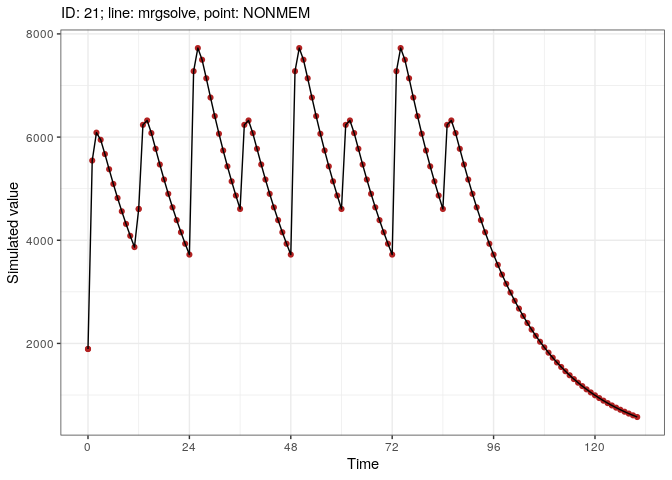 ID: 21; line: mrgsolve, point: NONMEM
8000
6000
4000
2000
Simulated value
0 24 48 72 96 120
Time